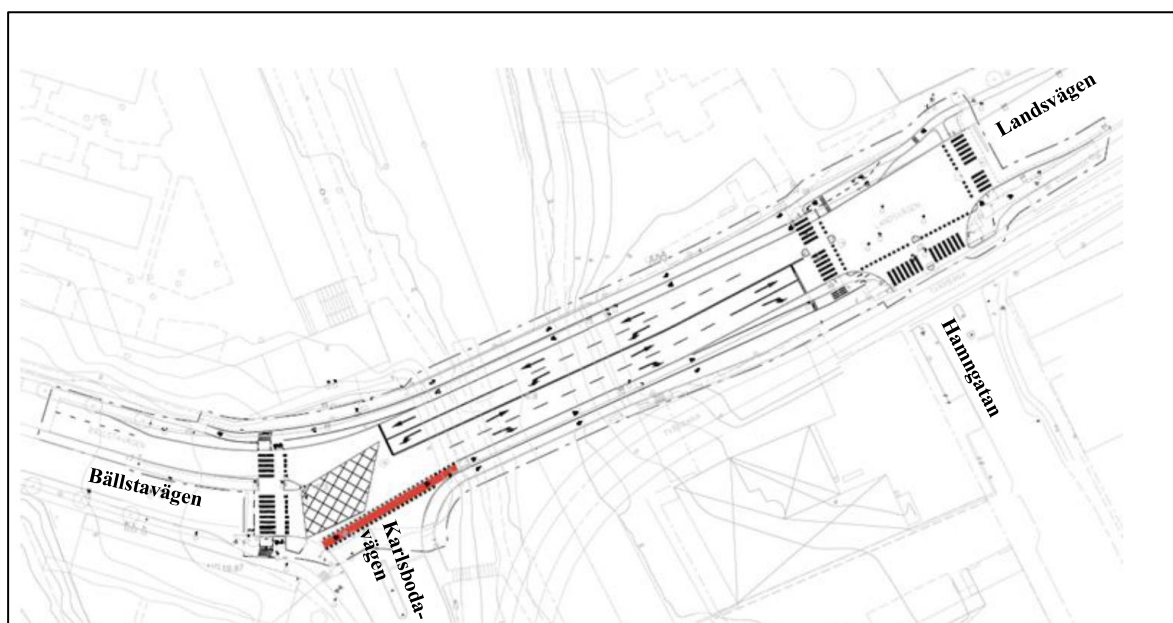 Landsvägen
Hamngatan
Bällstavägen
Karlsboda-
vägen